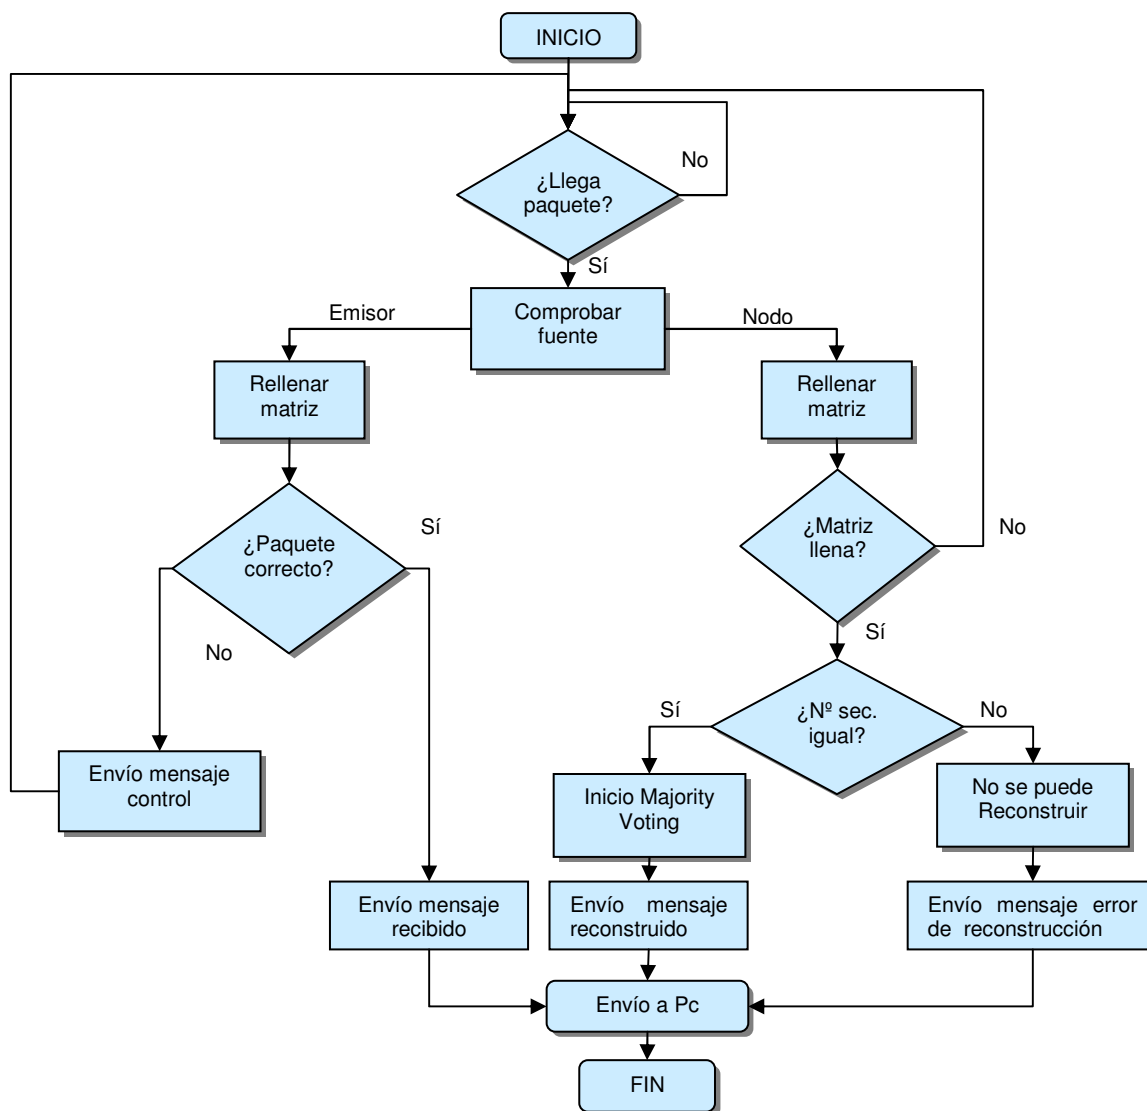 INICIO
¿Llega
paquete?
No
Sí
Comprobar
fuente
Emisor
Nodo
Rellenar
matriz
Rellenar
matriz
¿Paquete
correcto?
Sí
No
¿Matriz
llena?
No
Sí
¿Nº sec.
igual?
Sí
No
Envío mensaje
control
Inicio Majority
Voting
No se puede
Reconstruir
Envío mensaje
recibido
Envío mensaje
reconstruido
Envío mensaje error
de reconstrucción
Envío a Pc
FIN